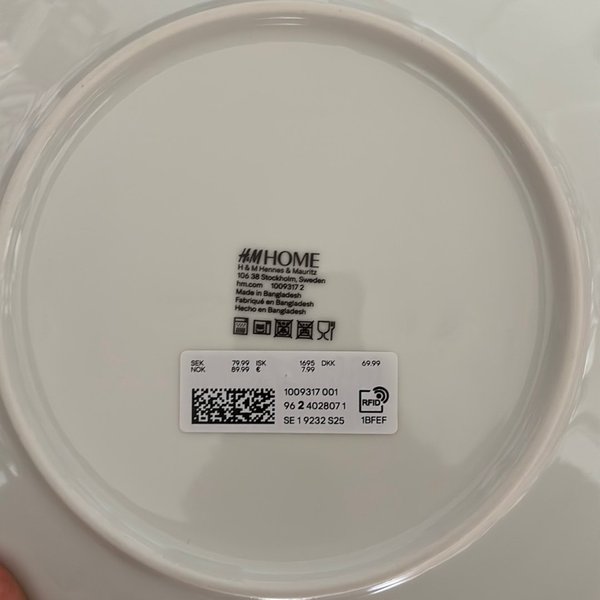 H&M HOME
H & M Hennes & Mauritz
106 38 Stockholm, Sweden
hm.com 1009317 2
Made in Bangladesh
Fabriqué en Bangladesh
Hecho en Bangladesh
SEK 79.99 ISK 1695 DKK 69.99
NOK 89.99 € 7.99
1009317 001
96 2 402807 1
SE 1 9232 S25
RFID
1BFEF